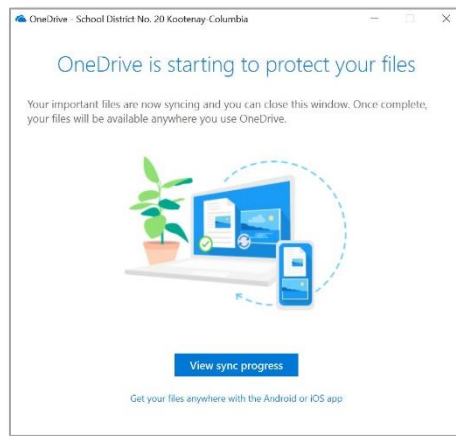 OneDrive - School District No. 20 Kootenay-Columbia
OneDrive is starting to protect your files
Your important files are now syncing and you can close this window. Once complete,
your files will be available anywhere you use OneDrive.
View sync progress
Get your files anywhere with the Android or iOS app